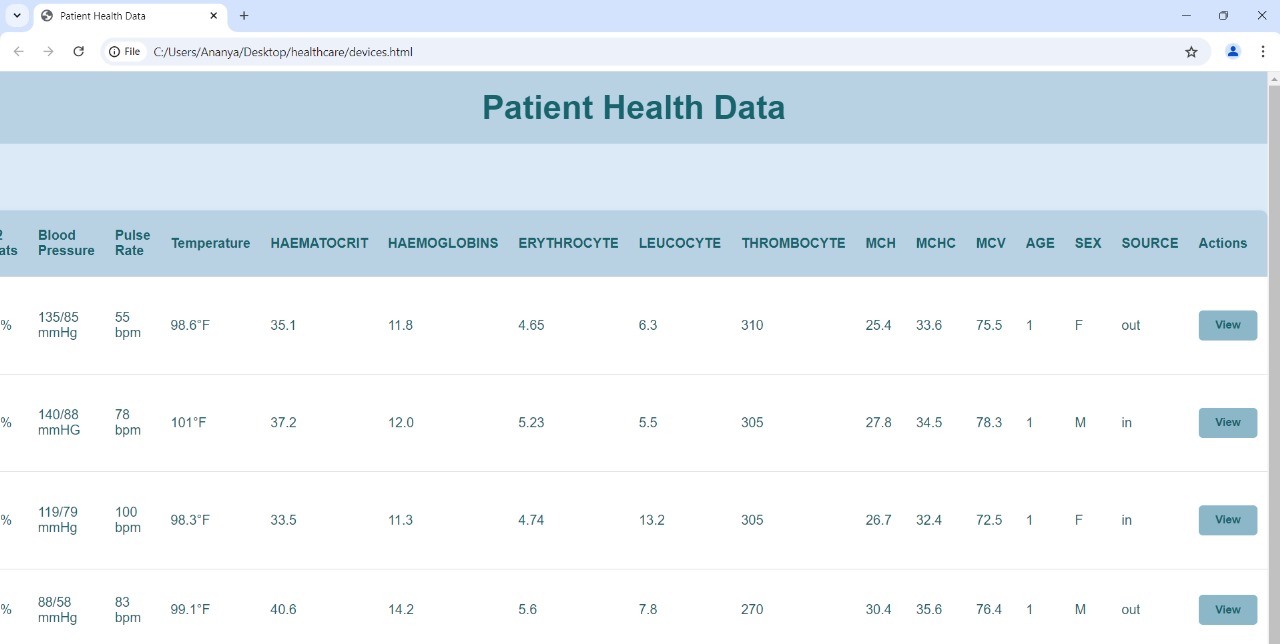 Patient Health Data
File C:/Users/Ananya/Desktop/healthcare/devices.html
Patient Health Data
2 ats Blood Pressure Pulse Rate Temperature HAEMATOCRIT HAEMOGLOBINS ERYTHROCYTE LEUCOCYTE THROMBOCYTE MCH MCHC MCV AGE SEX SOURCE Actions
% 135/85 mmHg 55 bpm 98.6°F 35.1 11.8 4.65 6.3 310 25.4 33.6 75.5 1 F out View
% 140/88 mmHG 78 bpm 101°F 37.2 12.0 5.23 5.5 305 27.8 34.5 78.3 1 M in View
% 119/79 mmHg 100 bpm 98.3°F 33.5 11.3 4.74 13.2 305 26.7 32.4 72.5 1 F in View
% 88/58 mmHg 83 bpm 99.1°F 40.6 14.2 5.6 7.8 270 30.4 35.6 76.4 1 M out View